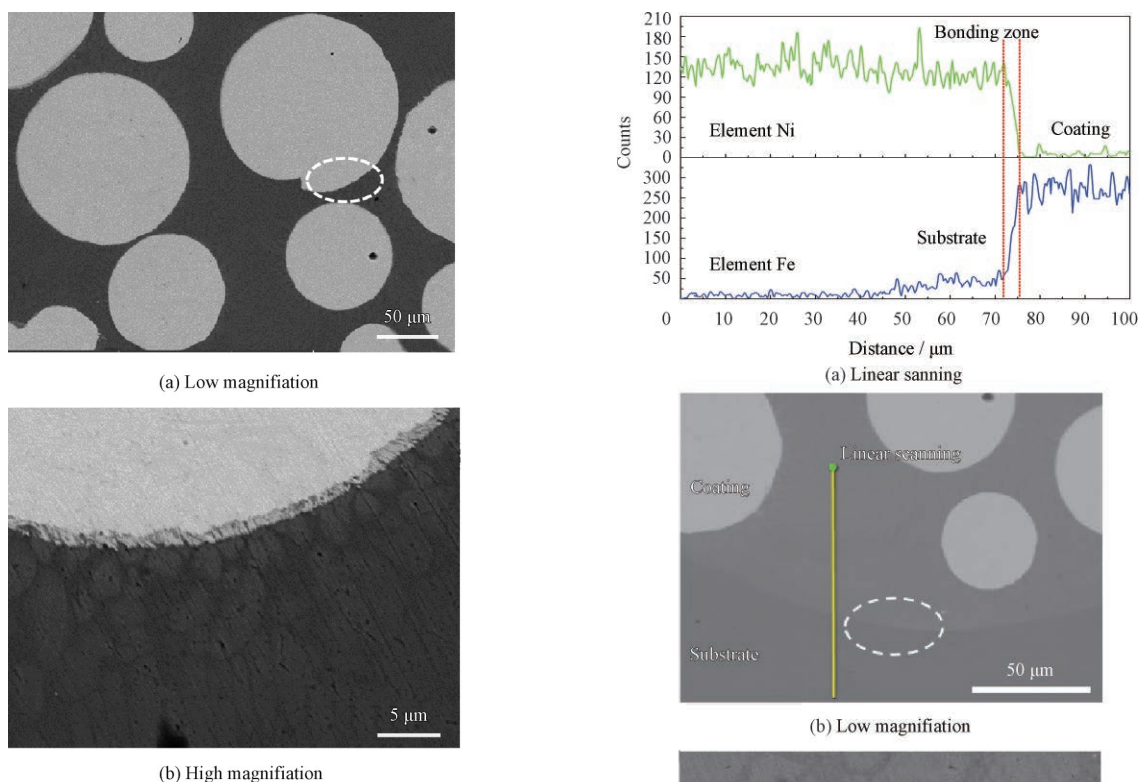 50 μm
(a) Low magnifiation
5 μm
(b) High magnifiation
210
180
150
120
90
60
30
0
300
250
200
150
100
50
Counts
Bonding zone
Element Ni
Coating
Substrate
Element Fe
0 10 20 30 40 50 60 70 80 90 100
Distance / μm
(a) Linear sanning
Linear scanning
Coating
Substrate
50 μm
(b) Low magnifiation